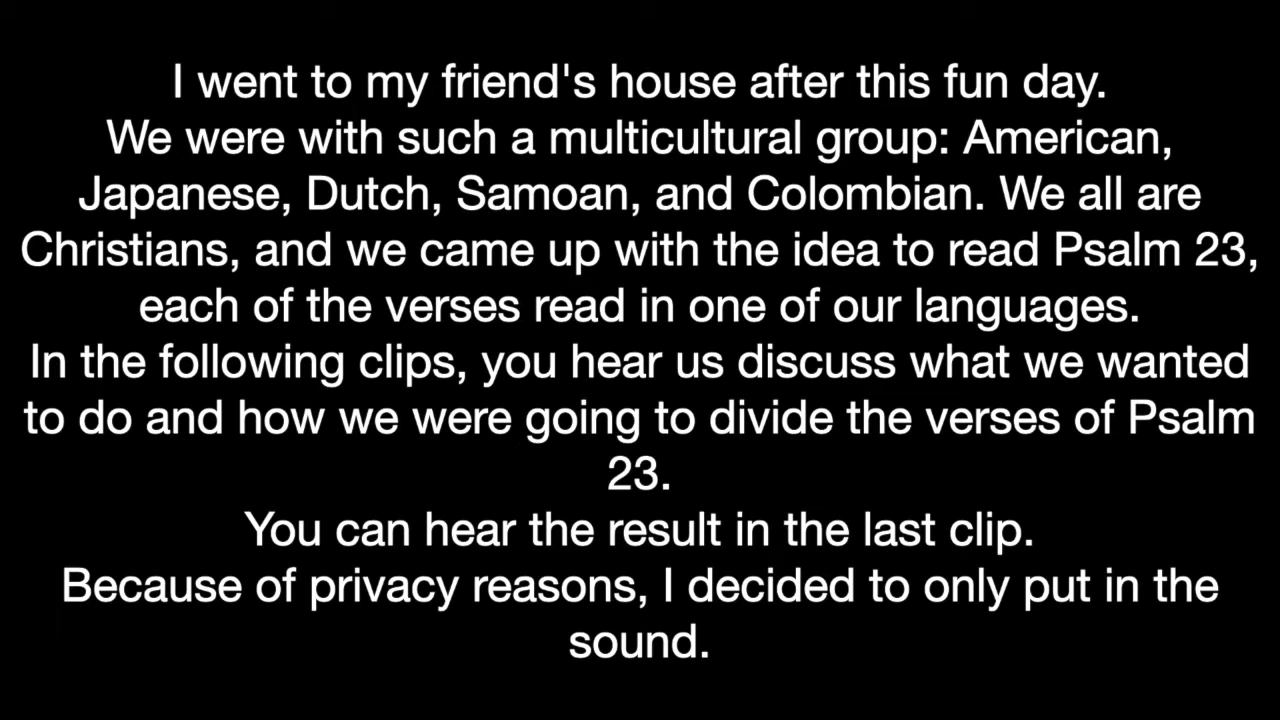 I went to my friend's house after this fun day.
We were with such a multicultural group: American,
Japanese, Dutch, Samoan, and Colombian. We all are
Christians, and we came up with the idea to read Psalm 23,
each of the verses read in one of our languages.
In the following clips, you hear us discuss what we wanted
to do and how we were going to divide the verses of Psalm
23.
You can hear the result in the last clip.
Because of privacy reasons, I decided to only put in the
sound.